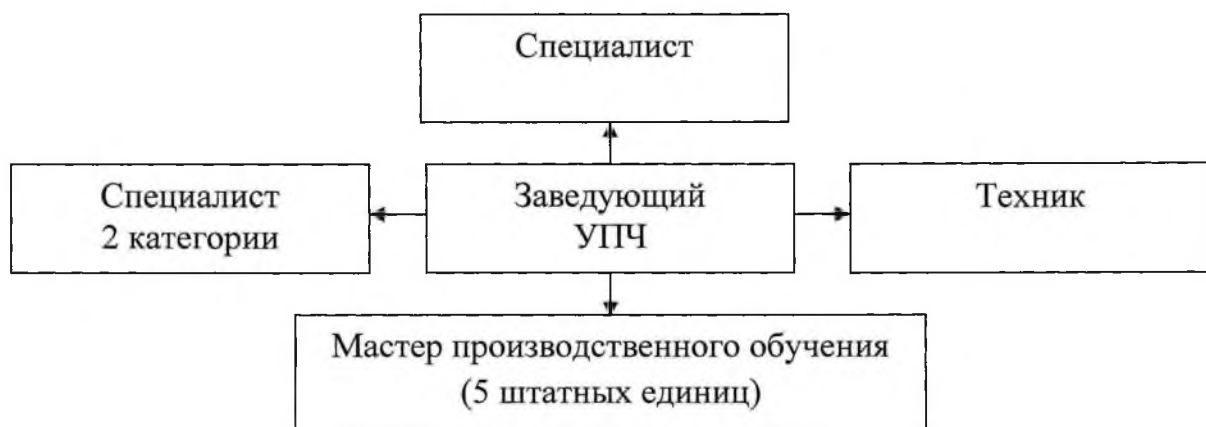 Специалист
Специалист
2 категории
Заведующий
УПЧ
Техник
Мастер производственного обучения
(5 штатных единиц)